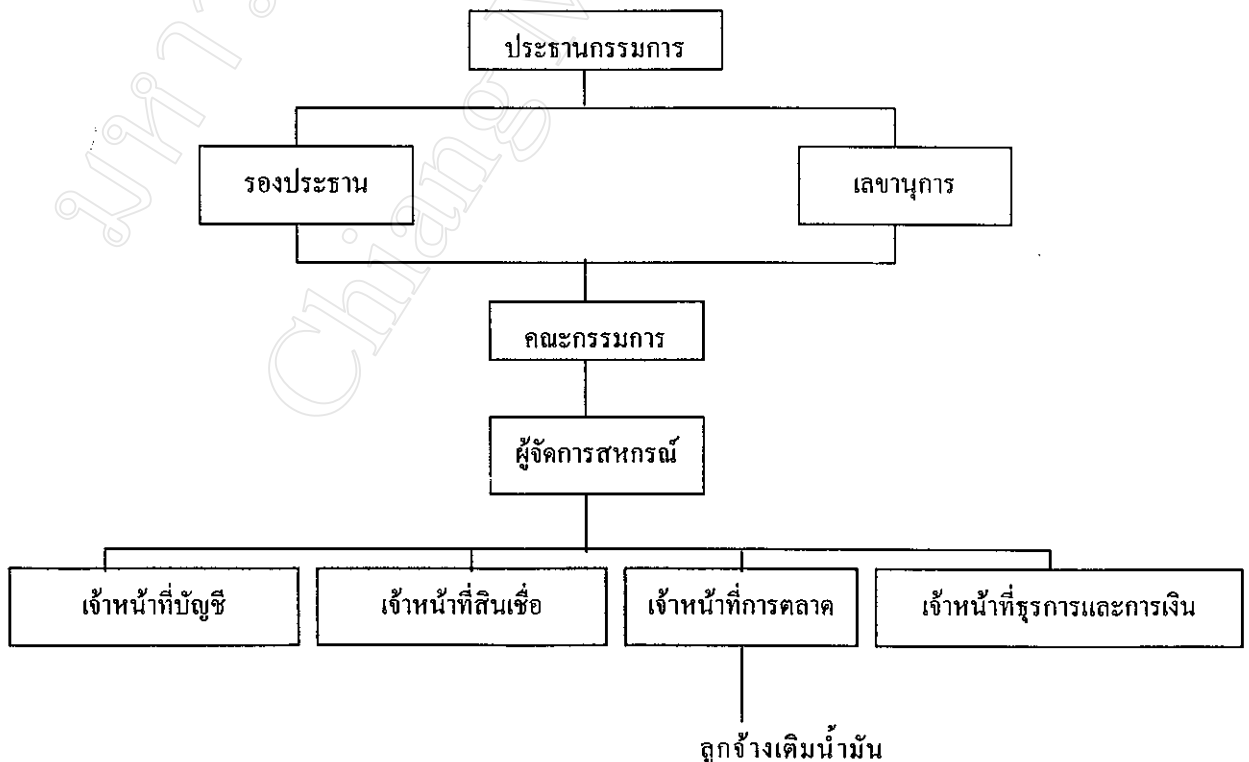 ประธานกรรมการ
รองประธาน
เลขานุการ
คณะกรรมการ
ผู้จัดการสหกรณ์
เจ้าหน้าที่บัญชี
เจ้าหน้าที่สินเชื่อ
เจ้าหน้าที่การตลาด
เจ้าหน้าที่ธุรการและการเงิน
ลูกจ้างเติมน้ำมัน
มหา
Chiang M